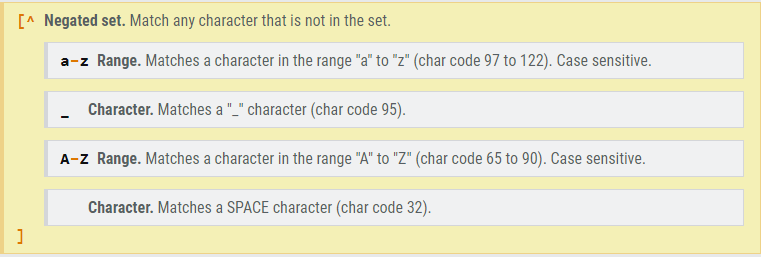 [^ Negated set. Match any character that is not in the set.
a-z Range. Matches a character in the range "a" to "z" (char code 97 to 122). Case sensitive.
_ Character. Matches a "_" character (char code 95).
A-Z Range. Matches a character in the range "A" to "Z" (char code 65 to 90). Case sensitive.
Character. Matches a SPACE character (char code 32).
]